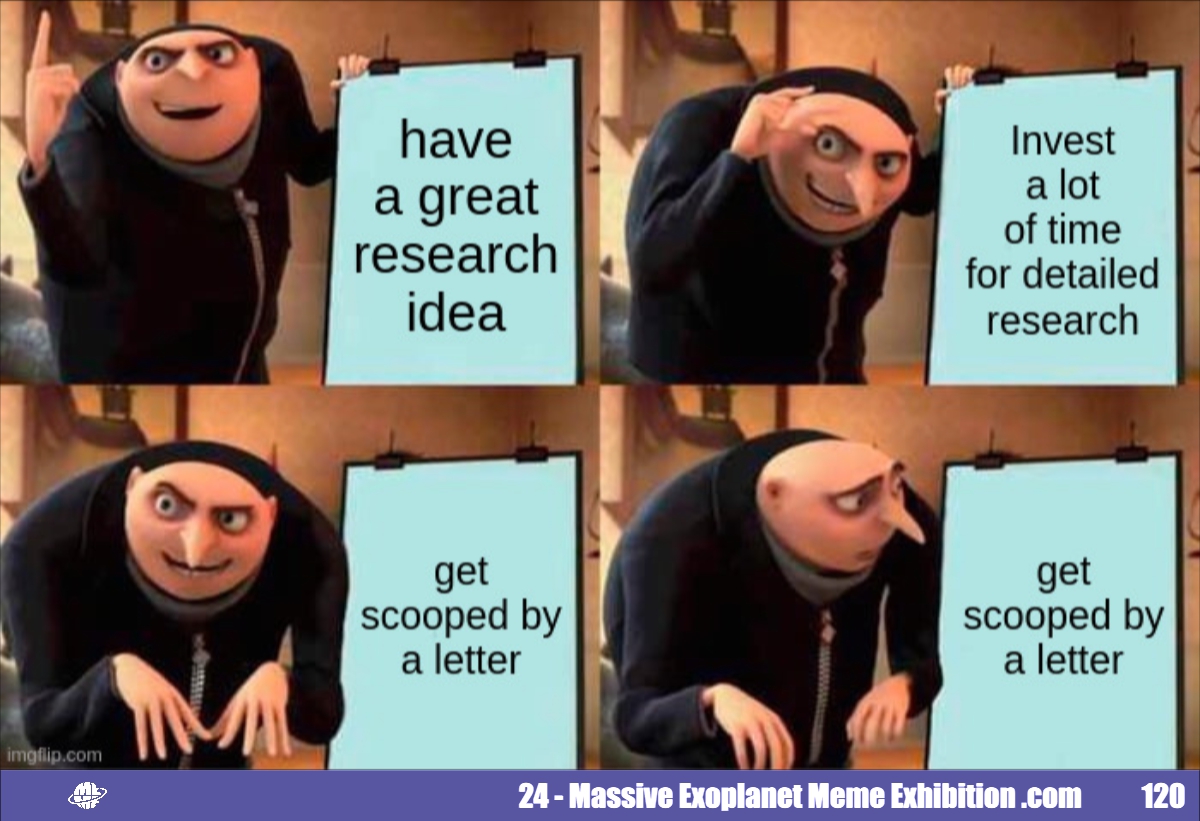 have
a great
research
idea
Invest
a lot
of time
for detailed
research
get
scooped by
a letter
get
scooped by
a letter
imgflip.com
24 - Massive Exoplanet Meme Exhibition .com
120